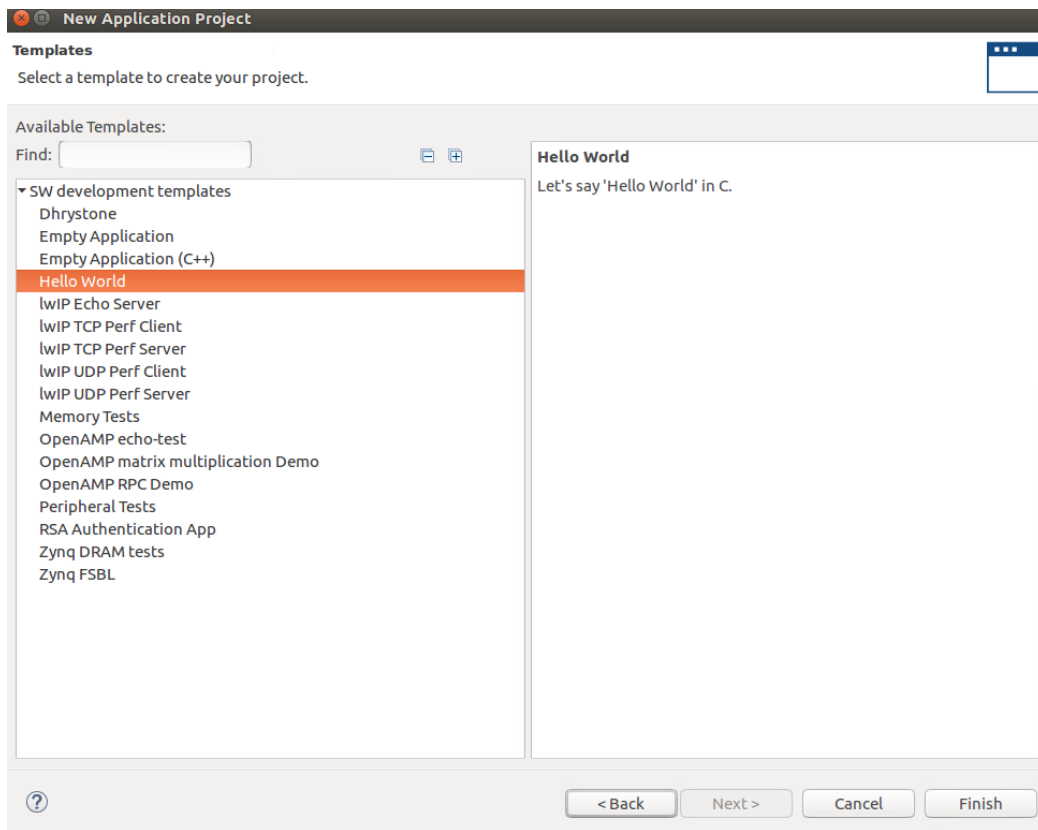 New Application Project
Templates
Select a template to create your project.
Available Templates:
Find:
SW development templates
Dhrystone
Empty Application
Empty Application (C++)
Hello World
lwIP Echo Server
lwIP TCP Perf Client
lwIP TCP Perf Server
lwIP UDP Perf Client
lwIP UDP Perf Server
Memory Tests
OpenAMP echo-test
OpenAMP matrix multiplication Demo
OpenAMP RPC Demo
Peripheral Tests
RSA Authentication App
Zynq DRAM tests
Zynq FSBL
Hello World
Let's say 'Hello World' in C.
?
< Back
Next >
Cancel
Finish